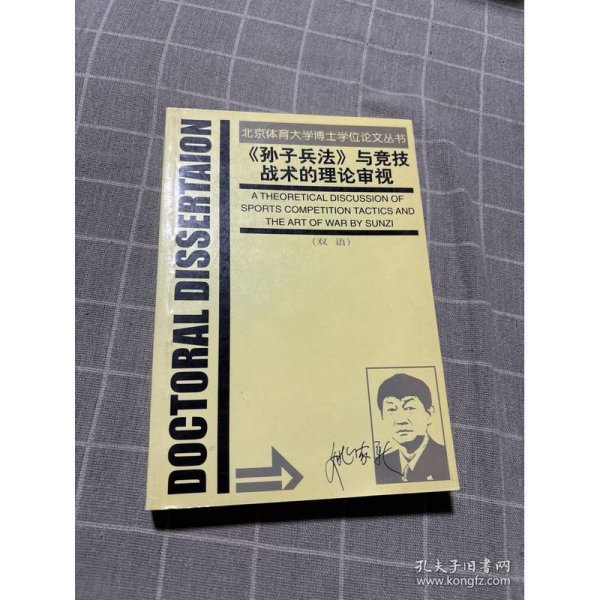 DOCTORAL DISSERTAION
北京体育大学博士学位论文丛书
《孙子兵法》与竞技
战术的理论审视
A THEORETICAL DISCUSSION OF
SPORTS COMPETITION TACTICS AND
THE ART OF WAR BY SUNZI
(双 语)
孔夫子旧书网
www.kongfz.com